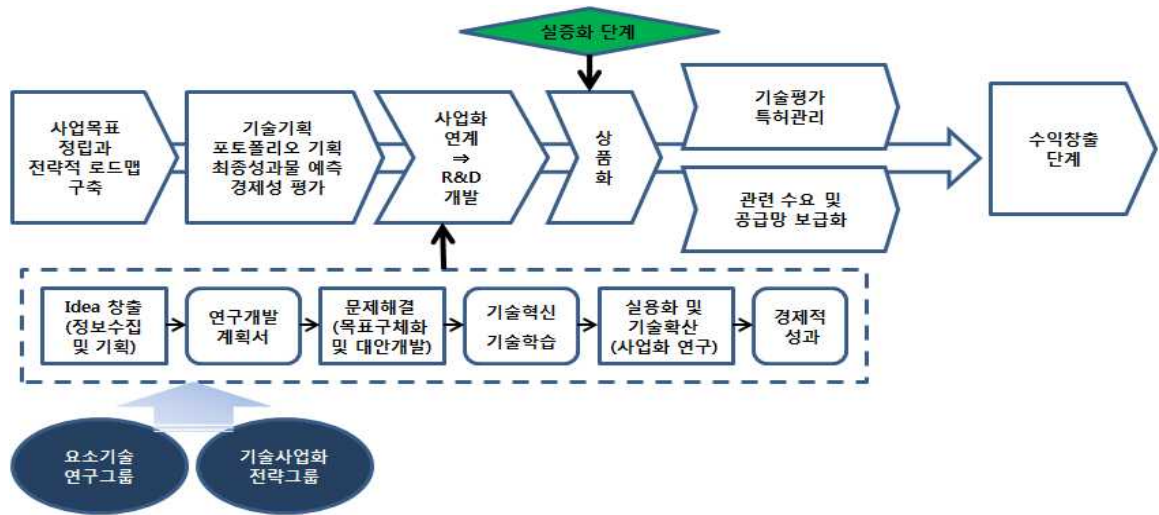 실증화 단계
사업목표
정립과
전략적 로드맵
구축
기술기획
포토폴리오 기획
최종성과물 예측
경제성 평가
사업화
연계
⇒
R&D
개발
상
품
화
기술평가
특허관리
관련 수요 및
공급망 보급화
수익창출
단계
Idea 창출
(정보수집
및 기획)
연구개발
계획서
문제해결
(목표구체화
및 대안개발)
기술혁신
기술학습
실용화 및
기술확산
(사업화 연구)
경제적
성과
요소기술
연구그룹
기술사업화
전략그룹